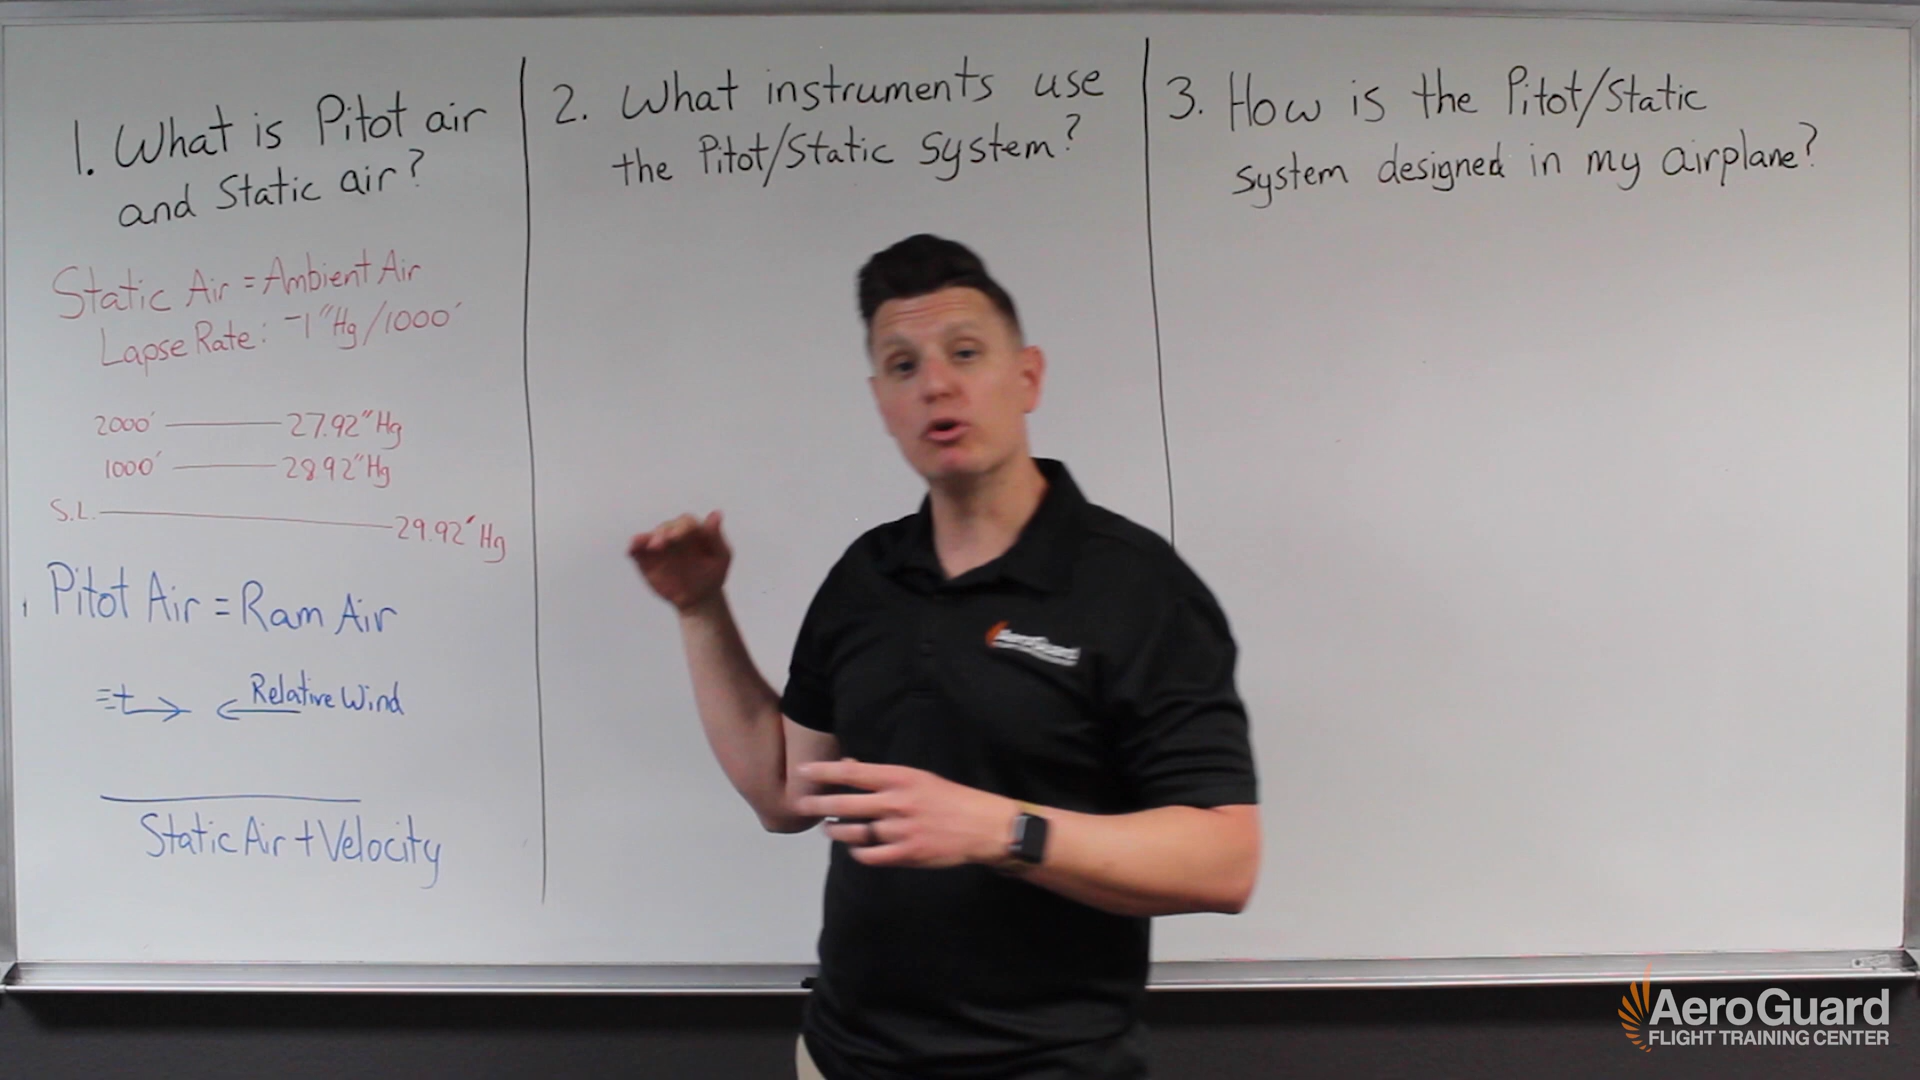 1. What is Pitot air
and Static air?
Static Air = Ambient Air
Lapse Rate: -1"Hg/1000'
2000' 27.92"Hg
1000' 28.92"Hg
S.L. 29.92"Hg
Pitot Air = Ram Air
Relative Wind
Static Air + Velocity
2. What instruments use
the Pitot/Static System?
3. How is the Pitot/Static
system designed in my airplane?
AeroGuard
AeroGuard
FLIGHT TRAINING CENTER